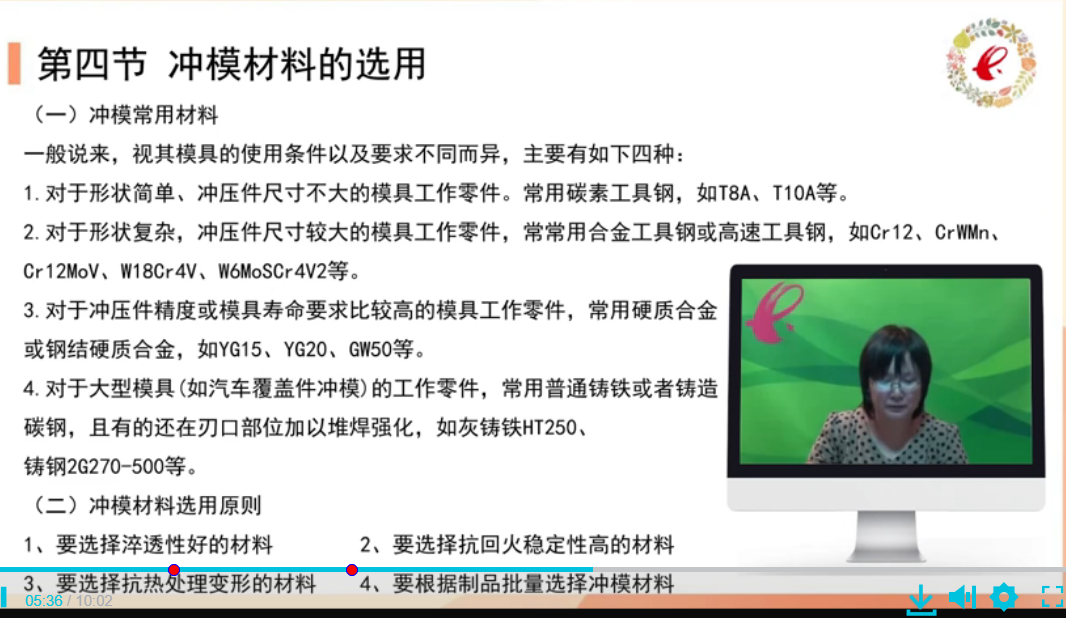 第四节 冲模材料的选用
（一）冲模常用材料
一般说来，视其模具的使用条件以及要求不同而异，主要有如下四种：
1.对于形状简单、冲压件尺寸不大的模具工作零件。常用碳素工具钢，如T8A、T10A等。
2.对于形状复杂，冲压件尺寸较大的模具工作零件，常常用合金工具钢或高速工具钢，如Cr12、CrWMn、
Cr12MoV、W18Cr4V、W6MoSCr4V2等。
3.对于冲压件精度或模具寿命要求比较高的模具工作零件，常用硬质合金
或钢结硬质合金，如YG15、YG20、GW50等。
4.对于大型模具(如汽车覆盖件冲模)的工作零件，常用普通铸铁或者铸造
碳钢，且有的还在刃口部位加以堆焊强化，如灰铸铁HT250、
铸钢2G270-500等。
（二）冲模材料选用原则
1、要选择淬透性好的材料 2、要选择抗回火稳定性高的材料
3、要选择抗热处理变形的材料 4、要根据制品批量选择冲模材料
05:36 / 10:02